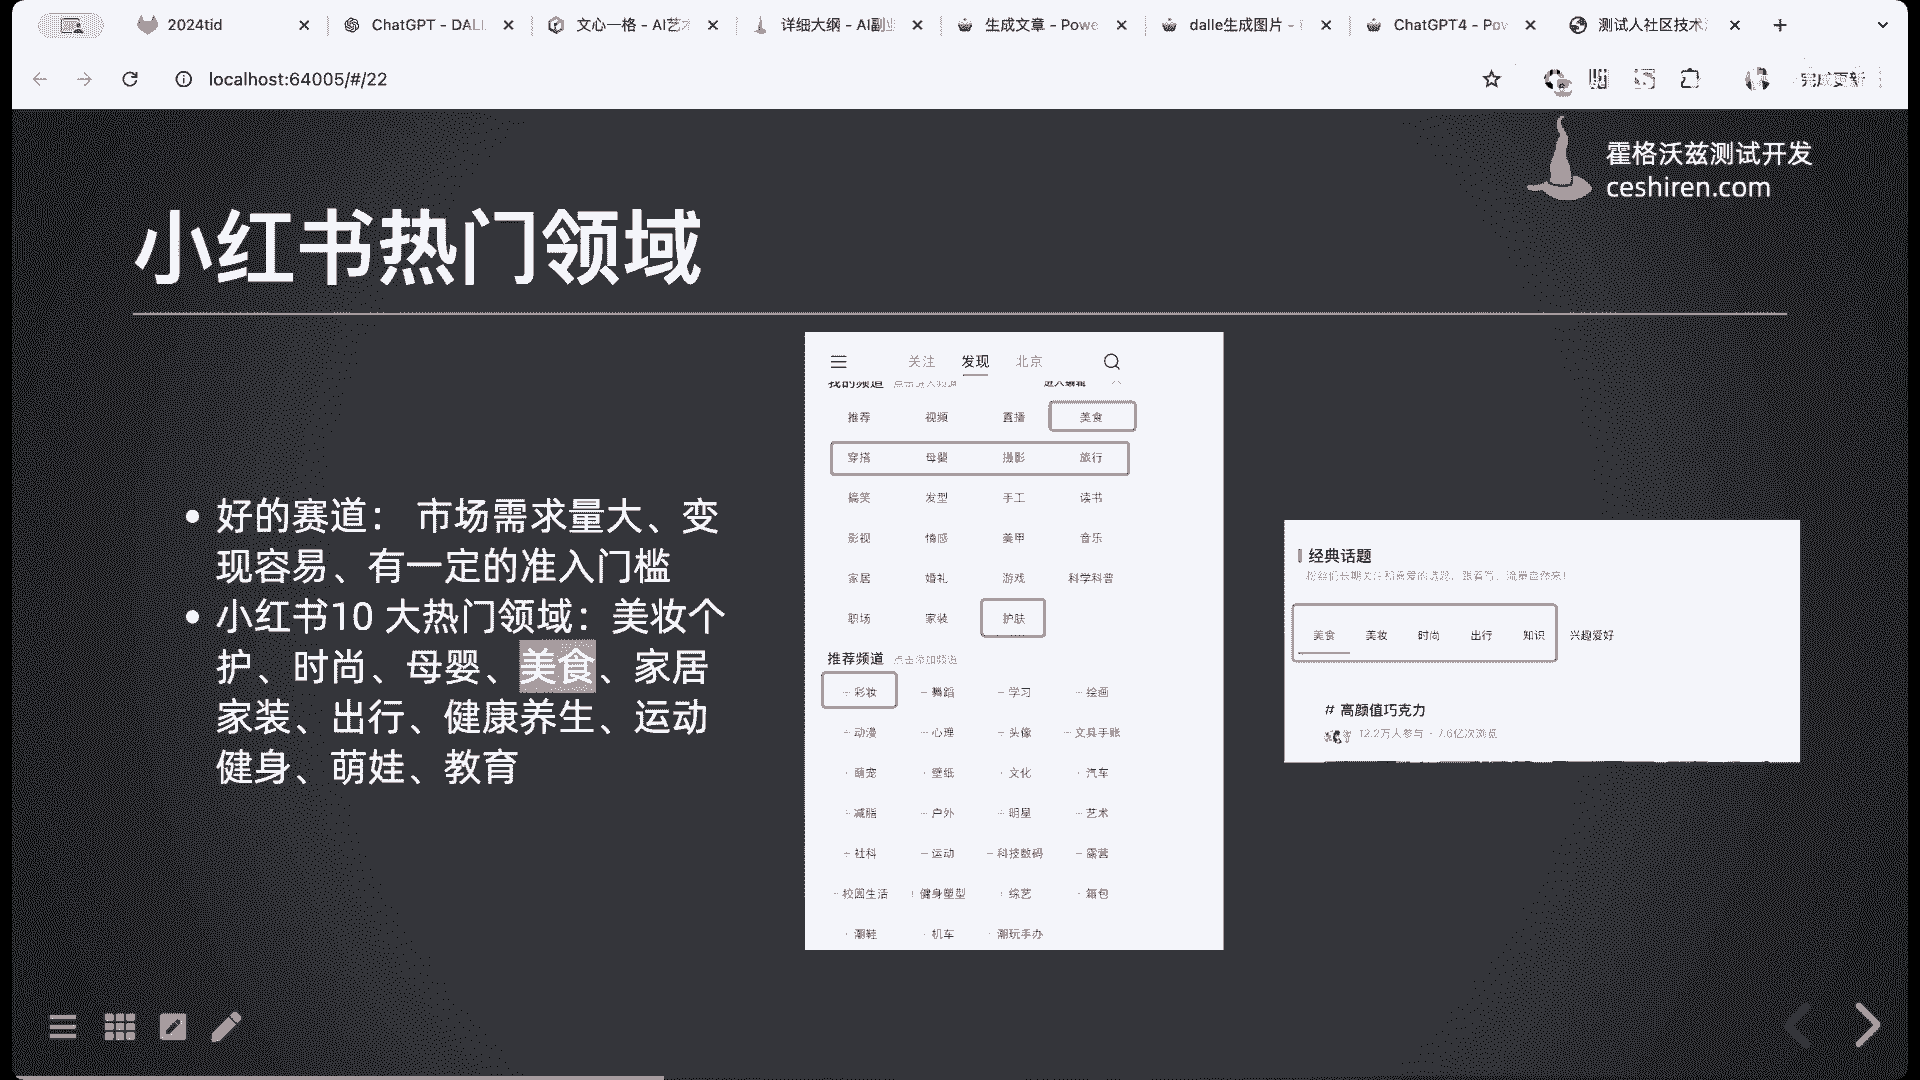 2024tid
ChatGPT - DALL
文心一格 - AI艺术
详细大纲 - AI副业
生成文章 - Powe
dalle生成图片 -
ChatGPT4 - Pow
测试人社区技术
localhost:64005/#/22
完成更新
霍格沃兹测试开发
ceshiren.com
小红书热门领域
好的赛道： 市场需求量大、变
现容易、有一定的准入门槛
小红书10 大热门领域：美妆个
护、时尚、母婴、美食、家居
家装、出行、健康养生、运动
健身、萌娃、教育
关注 发现 北京
我的频道 点击进入频道 进入编辑
推荐 视频 直播 美食
穿搭 母婴 摄影 旅行
搞笑 发型 手工 读书
影视 情感 美甲 音乐
家居 婚礼 游戏 科学科普
职场 家装 护肤
推荐频道 点击添加频道
彩妆 舞蹈 学习 绘画
动漫 心理 头像 文具手账
萌宠 壁纸 文化 汽车
减脂 户外 明星 艺术
社科 运动 科技数码 露营
校园生活 健身塑型 综艺 箱包
潮鞋 机车 潮玩手办
经典话题
美食 美妆 时尚 出行 知识 兴趣爱好
# 高颜值巧克力
12.2万人参与 · 7.6亿次浏览